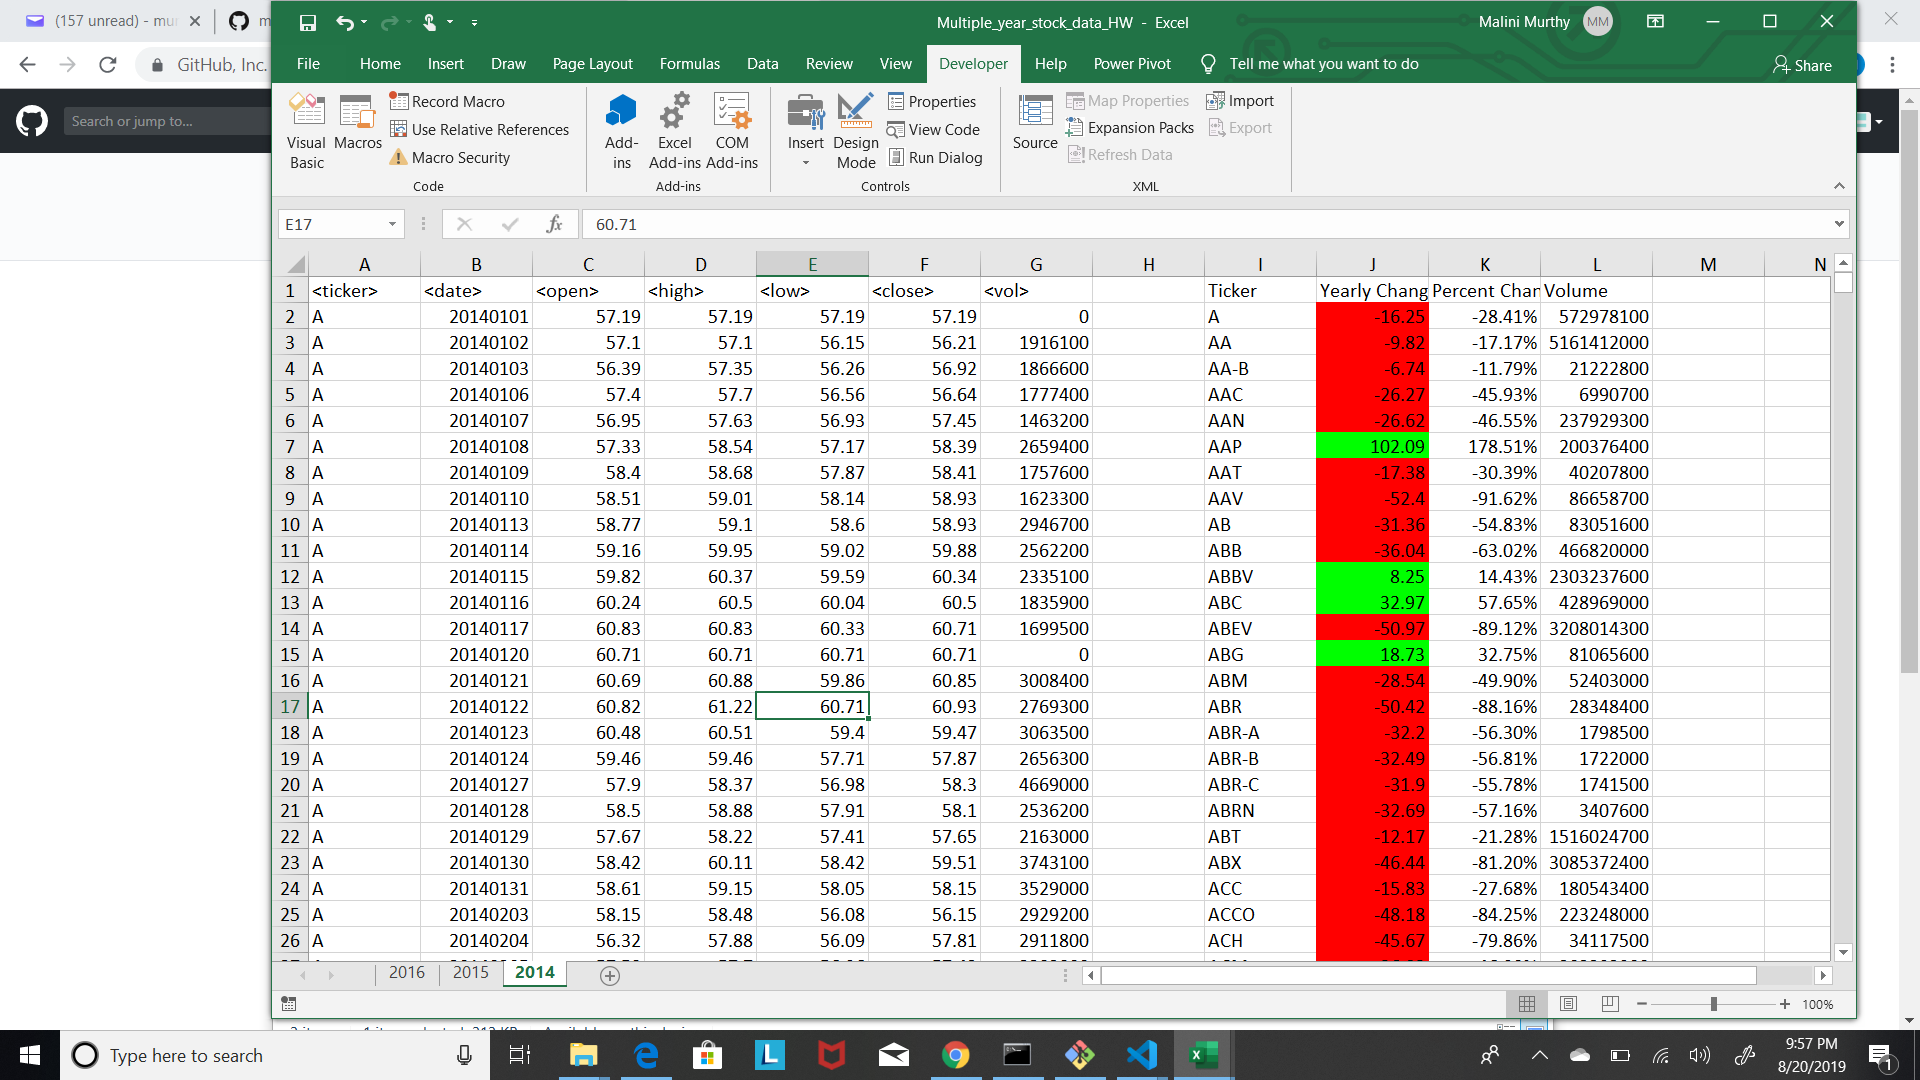 (157 unread) - mur
m
Multiple_year_stock_data_HW - Excel
Malini Murthy
MM
GitHub, Inc.
File Home Insert Draw Page Layout Formulas Data Review View Developer Help Power Pivot Tell me what you want to do
Share
Search or jump to...
Visual Basic
Macros
Record Macro
Use Relative References
Macro Security
Code
Add-ins
Excel Add-ins
COM Add-ins
Add-ins
Insert
Design Mode
Properties
View Code
Run Dialog
Controls
Source
Map Properties
Expansion Packs
Refresh Data
Import
Export
XML
E17
fx
60.71
A B C D E F G H I J K L M N
1 <ticker> <date> <open> <high> <low> <close> <vol> Ticker Yearly Chang Percent Chan Volume
2 A 20140101 57.19 57.19 57.19 57.19 0 A -16.25 -28.41% 572978100
3 A 20140102 57.1 57.1 56.15 56.21 1916100 AA -9.82 -17.17% 5161412000
4 A 20140103 56.39 57.35 56.26 56.92 1866600 AA-B -6.74 -11.79% 21222800
5 A 20140106 57.4 57.7 56.56 56.64 1777400 AAC -26.27 -45.93% 6990700
6 A 20140107 56.95 57.63 56.93 57.45 1463200 AAN -26.62 -46.55% 237929300
7 A 20140108 57.33 58.54 57.17 58.39 2659400 AAP 102.09 178.51% 200376400
8 A 20140109 58.4 58.68 57.87 58.41 1757600 AAT -17.38 -30.39% 40207800
9 A 20140110 58.51 59.01 58.14 58.93 1623300 AAV -52.4 -91.62% 86658700
10 A 20140113 58.77 59.1 58.6 58.93 2946700 AB -31.36 -54.83% 83051600
11 A 20140114 59.16 59.95 59.02 59.88 2562200 ABB -36.04 -63.02% 466820000
12 A 20140115 59.82 60.37 59.59 60.34 2335100 ABBV 8.25 14.43% 2303237600
13 A 20140116 60.24 60.5 60.04 60.5 1835900 ABC 32.97 57.65% 428969000
14 A 20140117 60.83 60.83 60.33 60.71 1699500 ABEV -50.97 -89.12% 3208014300
15 A 20140120 60.71 60.71 60.71 60.71 0 ABG 18.73 32.75% 81065600
16 A 20140121 60.69 60.88 59.86 60.85 3008400 ABM -28.54 -49.90% 52403000
17 A 20140122 60.82 61.22 60.71 60.93 2769300 ABR -50.42 -88.16% 28348400
18 A 20140123 60.48 60.51 59.4 59.47 3063500 ABR-A -32.2 -56.30% 1798500
19 A 20140124 59.46 59.46 57.71 57.87 2656300 ABR-B -32.49 -56.81% 1722000
20 A 20140127 57.9 58.37 56.98 58.3 4669000 ABR-C -31.9 -55.78% 1741500
21 A 20140128 58.5 58.88 57.91 58.1 2536200 ABRN -32.69 -57.16% 3407600
22 A 20140129 57.67 58.22 57.41 57.65 2163000 ABT -12.17 -21.28% 1516024700
23 A 20140130 58.42 60.11 58.42 59.51 3743100 ABX -46.44 -81.20% 3085372400
24 A 20140131 58.61 59.15 58.05 58.15 3529000 ACC -15.83 -27.68% 180543400
25 A 20140203 58.15 58.48 56.08 56.15 2929200 ACCO -48.18 -84.25% 223248000
26 A 20140204 56.32 57.88 56.09 57.81 2911800 ACH -45.67 -79.86% 34117500
2016 2015 2014
100%
Type here to search
9:57 PM
8/20/2019
1